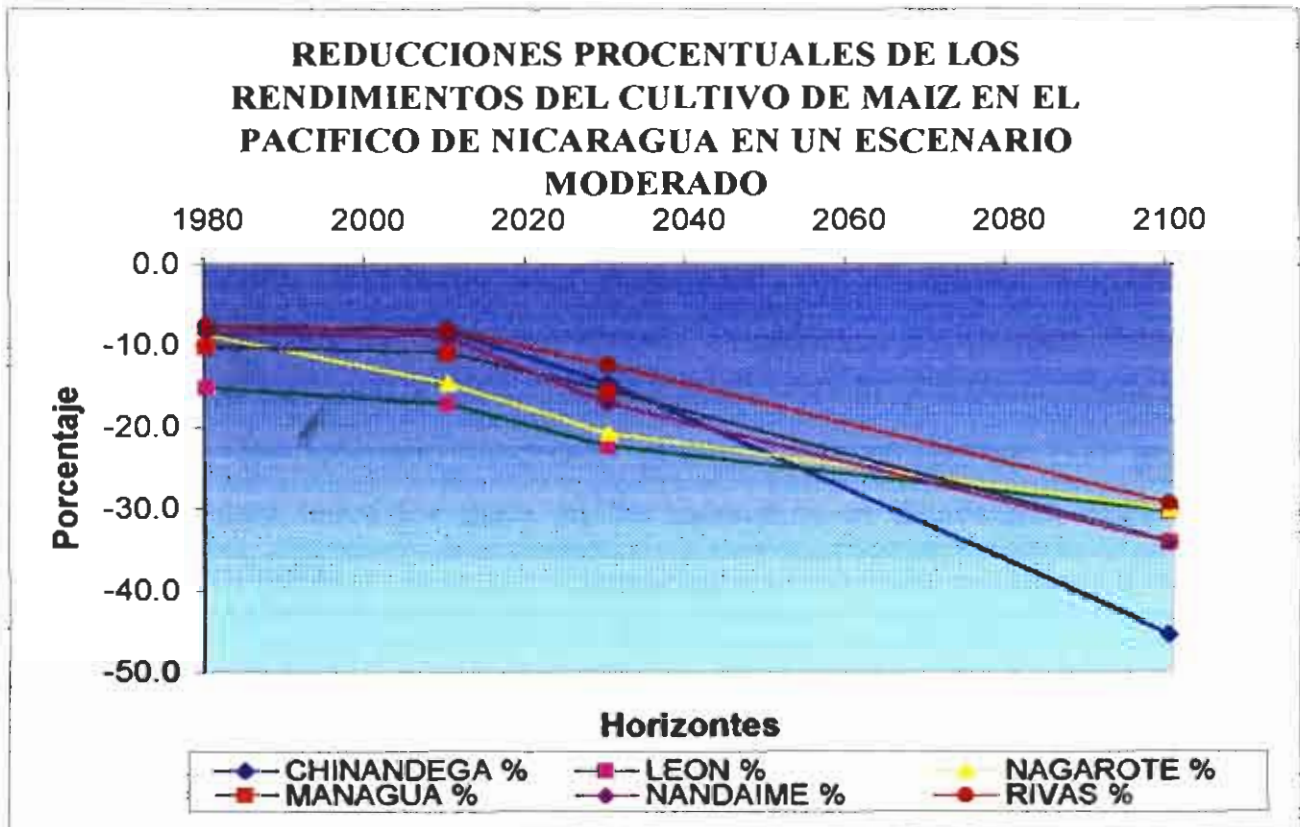 REDUCCIONES PROCENTUALES DE LOS
RENDIMIENTOS DEL CULTIVO DE MAIZ EN EL
PACIFICO DE NICARAGUA EN UN ESCENARIO
MODERADO
1980 2000 2020 2040 2060 2080 2100
0.0
-10.0
-20.0
-30.0
-40.0
-50.0
Porcentaje
Horizontes
CHINANDEGA % LEON % NAGAROTE %
MANAGUA % NANDAIME % RIVAS %